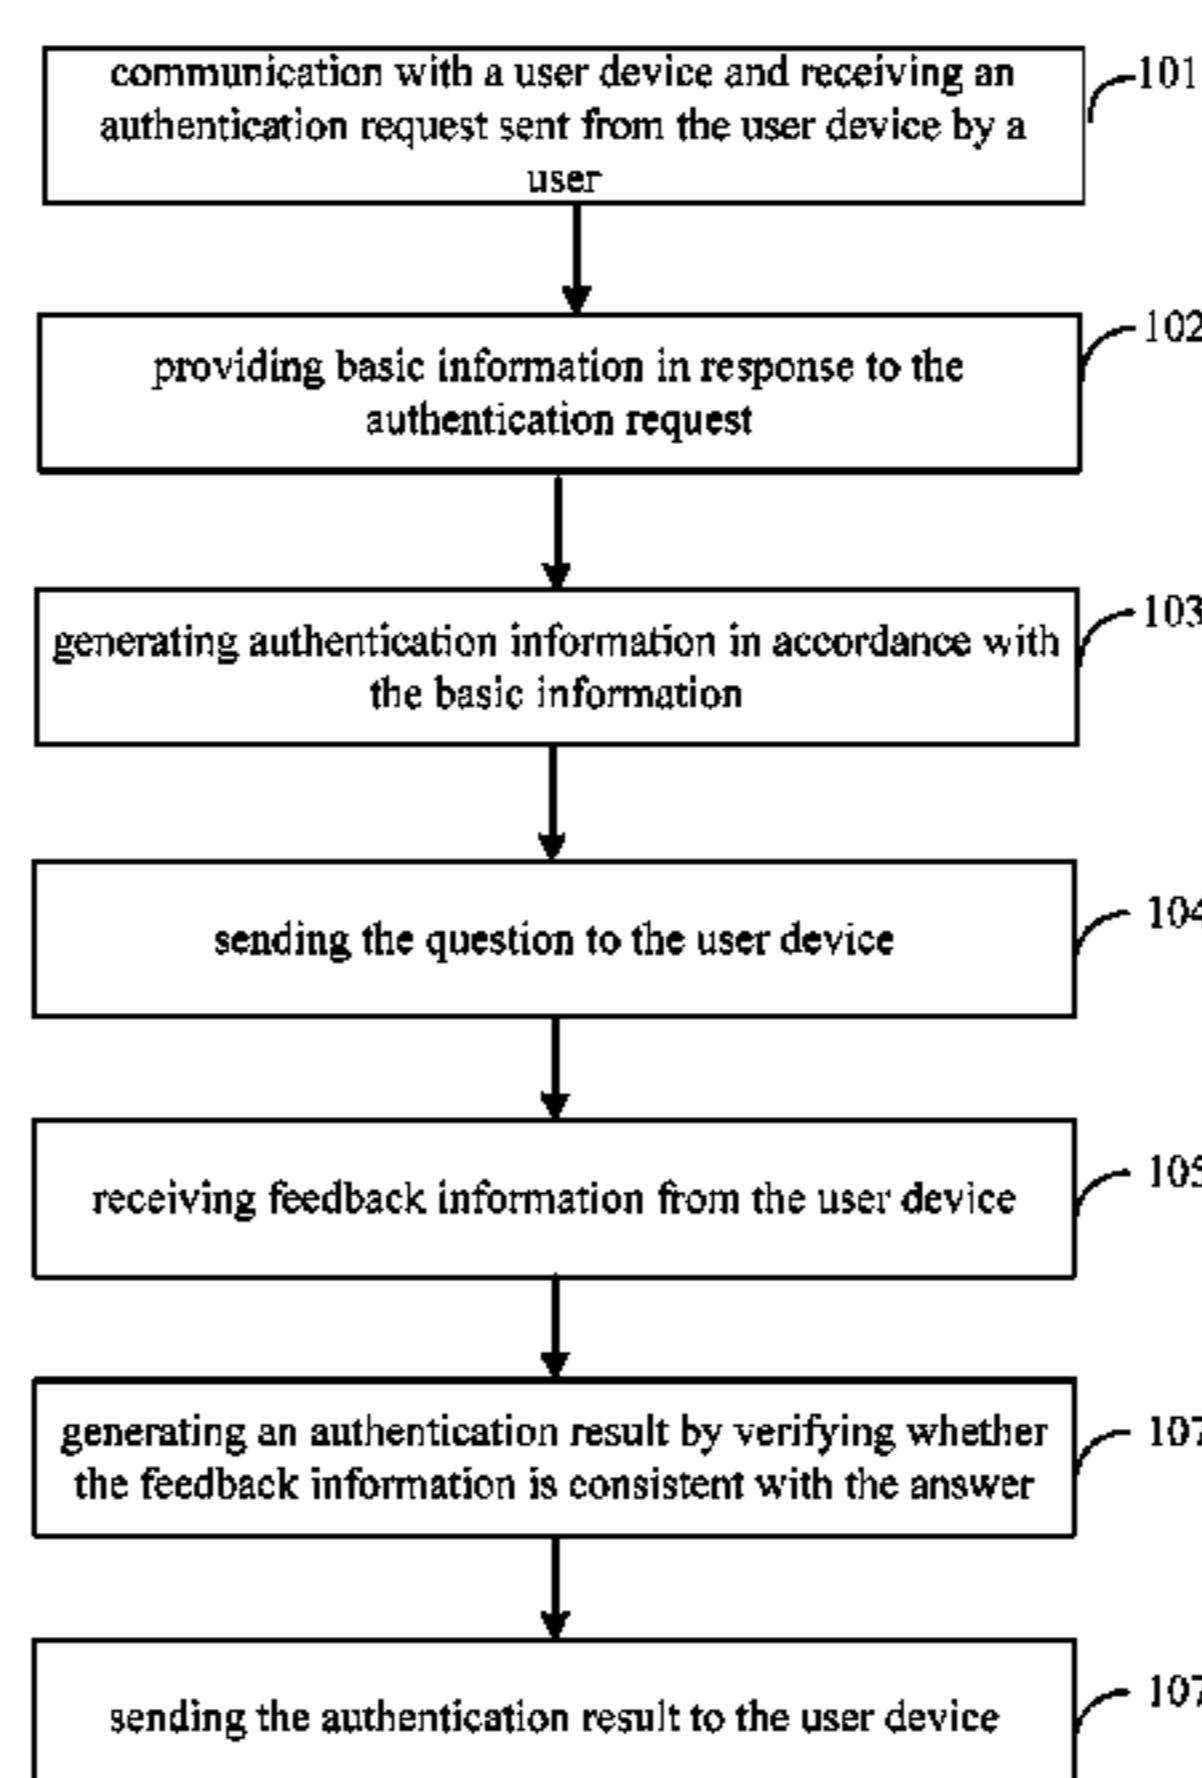 communication with a user device and receiving an
authentication request sent from the user device by a
user
101
providing basic information in response to the
authentication request
102
generating authentication information in accordance with
the basic information
103
sending the question to the user device
104
receiving feedback information from the user device
105
generating an authentication result by verifying whether
the feedback information is consistent with the answer
107
sending the authentication result to the user device
107